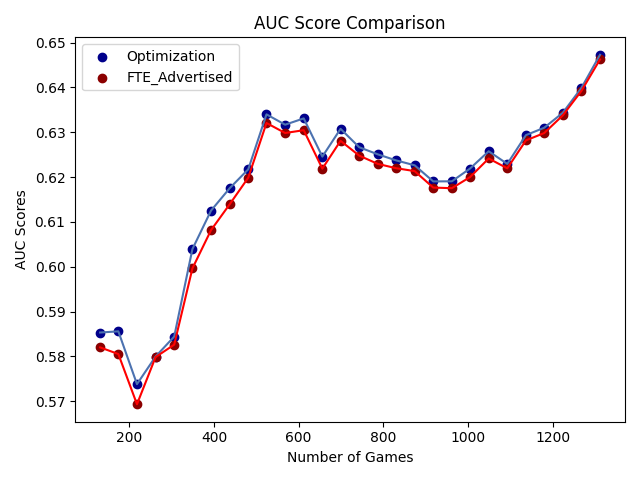 AUC Score Comparison
Optimization
FTE_Advertised
AUC Scores
0.65
0.64
0.63
0.62
0.61
0.60
0.59
0.58
0.57
200 400 600 800 1000 1200
Number of Games